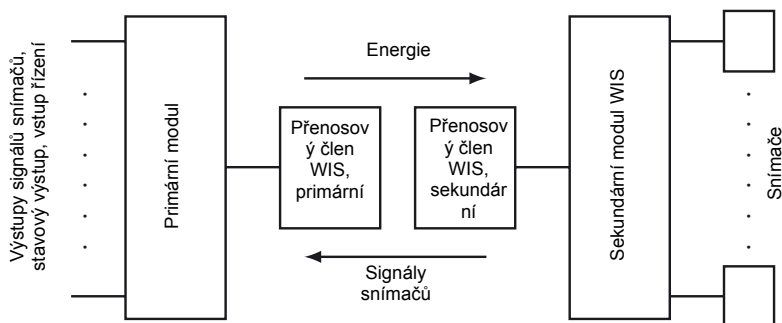 Výstupy signálů snímačů,
stavový výstup, vstup řízení
Primární modul
Energie
Přenosov
ý člen
WIS,
primární
Přenosov
ý člen
WIS,
sekundár
ní
Signály
snímačů
Sekundární modul WIS
Snímače